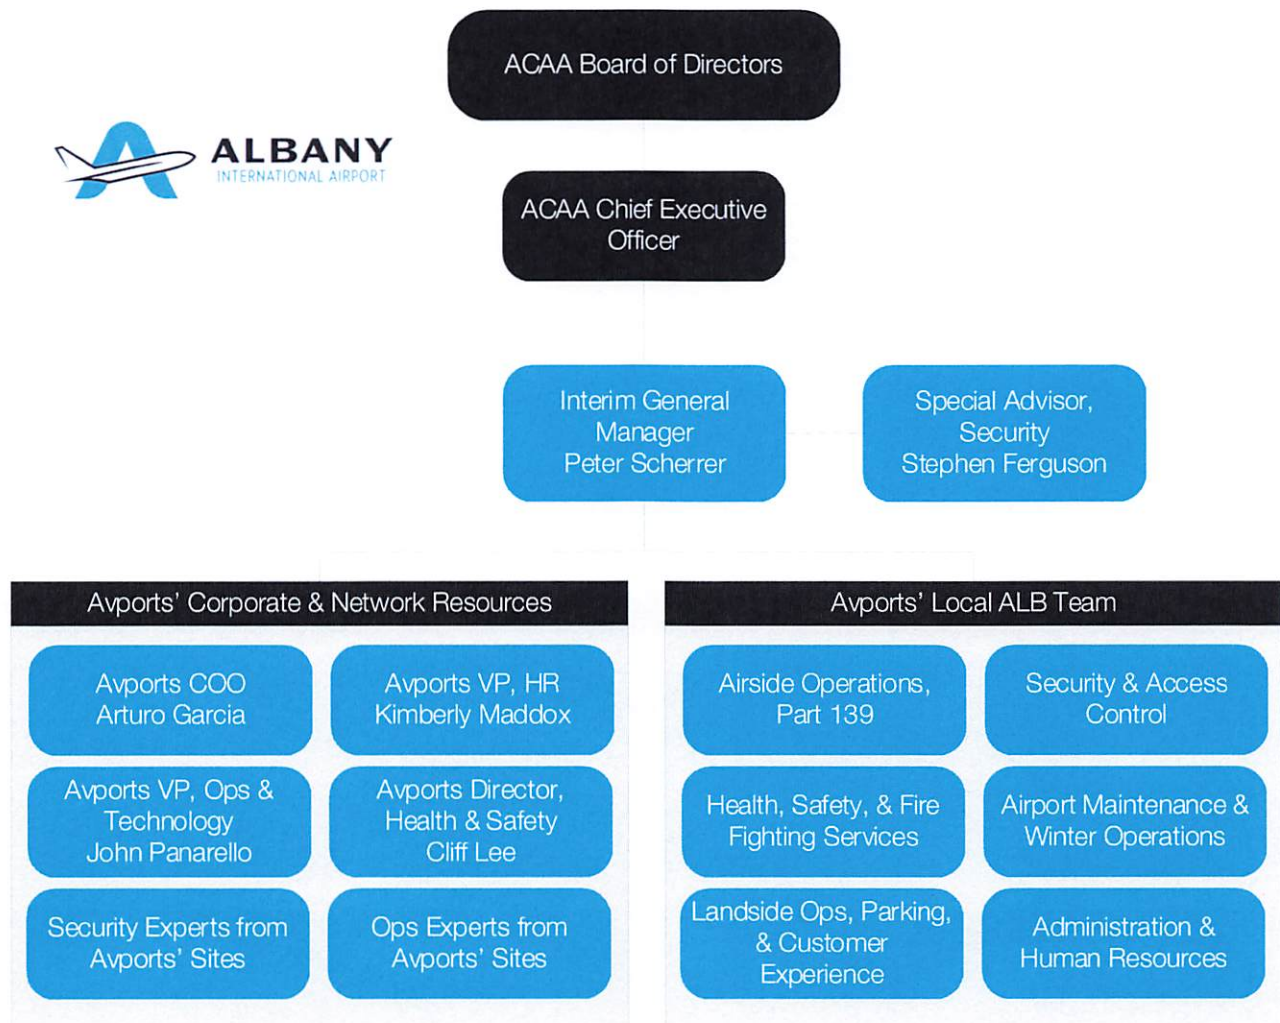 ACAA Board of Directors
ALBANY
INTERNATIONAL AIRPORT
ACAA Chief Executive
Officer
Interim General
Manager
Peter Scherrer
Special Advisor,
Security
Stephen Ferguson
Avports' Corporate & Network Resources
Avports COO
Arturo Garcia
Avports VP, HR
Kimberly Maddox
Avports VP, Ops &
Technology
John Panarello
Avports Director,
Health & Safety
Cliff Lee
Security Experts from
Avports' Sites
Ops Experts from
Avports' Sites
Avports' Local ALB Team
Airside Operations,
Part 139
Security & Access
Control
Health, Safety, & Fire
Fighting Services
Airport Maintenance &
Winter Operations
Landside Ops, Parking,
& Customer
Experience
Administration &
Human Resources